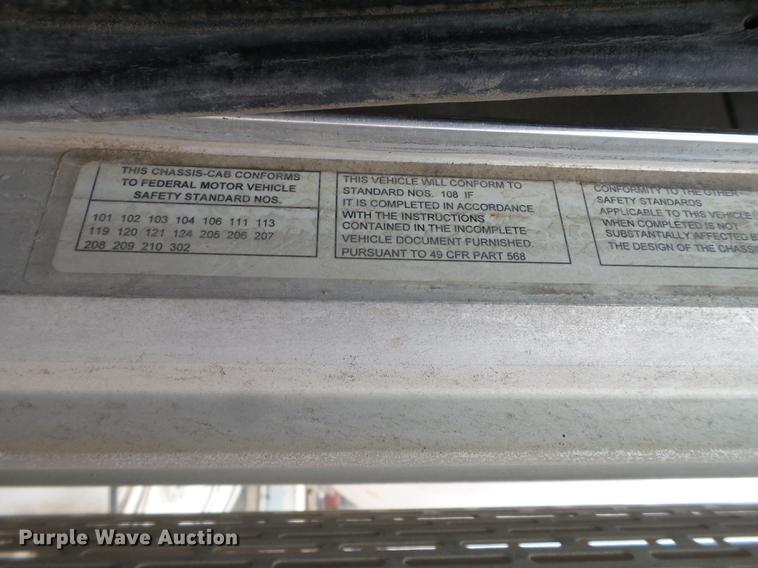 THIS CHASSIS-CAB CONFORMS
TO FEDERAL MOTOR VEHICLE
SAFETY STANDARD NOS.
101 102 103 104 106 111 113
119 120 121 124 205 206 207
208 209 210 302
THIS VEHICLE WILL CONFORM TO
STANDARD NOS. 108 IF
IT IS COMPLETED IN ACCORDANCE
WITH THE INSTRUCTIONS
CONTAINED IN THE INCOMPLETE
VEHICLE DOCUMENT FURNISHED.
PURSUANT TO 49 CFR PART 568
CONFORMITY TO THE OTHER
SAFETY STANDARDS
APPLICABLE TO THIS VEHICLE
WHEN COMPLETED IS NOT
SUBSTANTIALLY AFFECTED
THE DESIGN OF THE
Purple Wave Auction
purplewave.com